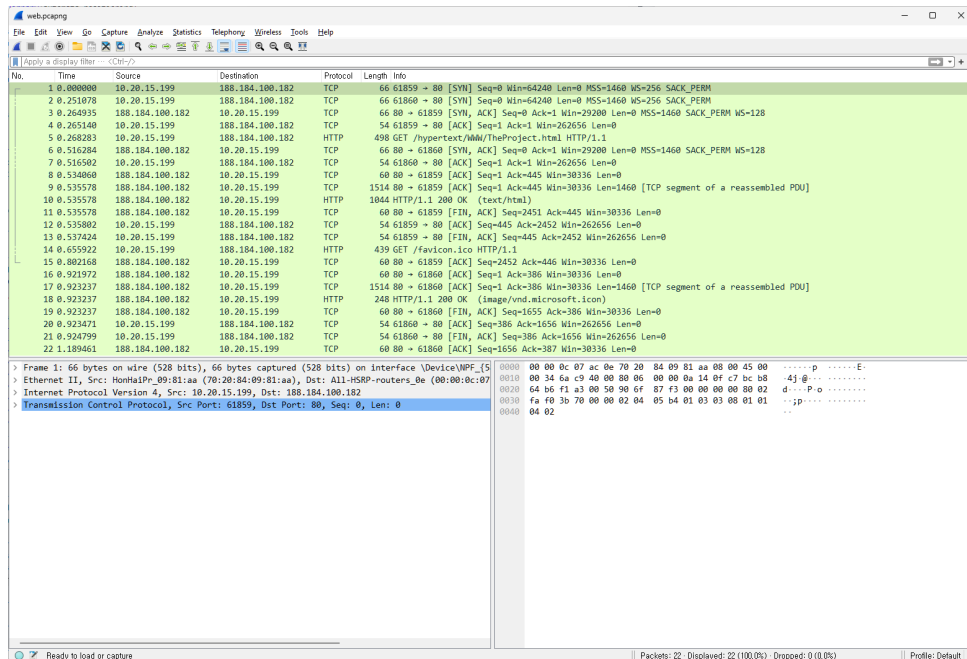 web.pcapng
File Edit View Go Capture Analyze Statistics Telephony Wireless Tools Help
Apply a display filter … <Ctrl-/>
No. Time Source Destination Protocol Length Info
1 0.000000 10.20.15.199 188.184.100.182 TCP 66 61859 → 80 [SYN] Seq=0 Win=64240 Len=0 MSS=1460 WS=256 SACK_PERM
2 0.251078 10.20.15.199 188.184.100.182 TCP 66 61860 → 80 [SYN] Seq=0 Win=64240 Len=0 MSS=1460 WS=256 SACK_PERM
3 0.264935 188.184.100.182 10.20.15.199 TCP 66 80 → 61859 [SYN, ACK] Seq=0 Ack=1 Win=29200 Len=0 MSS=1460 SACK_PERM WS=128
4 0.265140 10.20.15.199 188.184.100.182 TCP 54 61859 → 80 [ACK] Seq=1 Ack=1 Win=262656 Len=0
5 0.268283 10.20.15.199 188.184.100.182 HTTP 498 GET /hypertext/WWW/TheProject.html HTTP/1.1
6 0.516284 188.184.100.182 10.20.15.199 TCP 66 80 → 61860 [SYN, ACK] Seq=0 Ack=1 Win=29200 Len=0 MSS=1460 SACK_PERM WS=128
7 0.516502 10.20.15.199 188.184.100.182 TCP 54 61860 → 80 [ACK] Seq=1 Ack=1 Win=262656 Len=0
8 0.534060 188.184.100.182 10.20.15.199 TCP 60 80 → 61859 [ACK] Seq=1 Ack=445 Win=30336 Len=0
9 0.535578 188.184.100.182 10.20.15.199 TCP 1514 80 → 61859 [ACK] Seq=1 Ack=445 Win=30336 Len=1460 [TCP segment of a reassembled PDU]
10 0.535578 188.184.100.182 10.20.15.199 HTTP 1044 HTTP/1.1 200 OK (text/html)
11 0.535578 188.184.100.182 10.20.15.199 TCP 60 80 → 61859 [FIN, ACK] Seq=2451 Ack=445 Win=30336 Len=0
12 0.535802 10.20.15.199 188.184.100.182 TCP 54 61859 → 80 [ACK] Seq=445 Ack=2452 Win=262656 Len=0
13 0.537424 10.20.15.199 188.184.100.182 TCP 54 61859 → 80 [FIN, ACK] Seq=445 Ack=2452 Win=262656 Len=0
14 0.655922 10.20.15.199 188.184.100.182 HTTP 439 GET /favicon.ico HTTP/1.1
15 0.802168 188.184.100.182 10.20.15.199 TCP 60 80 → 61859 [ACK] Seq=2452 Ack=446 Win=30336 Len=0
16 0.921972 188.184.100.182 10.20.15.199 TCP 60 80 → 61860 [ACK] Seq=1 Ack=386 Win=30336 Len=0
17 0.923237 188.184.100.182 10.20.15.199 TCP 1514 80 → 61860 [ACK] Seq=1 Ack=386 Win=30336 Len=1460 [TCP segment of a reassembled PDU]
18 0.923237 188.184.100.182 10.20.15.199 HTTP 248 HTTP/1.1 200 OK (image/vnd.microsoft.icon)
19 0.923237 188.184.100.182 10.20.15.199 TCP 60 80 → 61860 [FIN, ACK] Seq=1655 Ack=386 Win=30336 Len=0
20 0.923471 10.20.15.199 188.184.100.182 TCP 54 61860 → 80 [ACK] Seq=386 Ack=1656 Win=262656 Len=0
21 0.924799 10.20.15.199 188.184.100.182 TCP 54 61860 → 80 [FIN, ACK] Seq=386 Ack=1656 Win=262656 Len=0
22 1.189461 188.184.100.182 10.20.15.199 TCP 60 80 → 61860 [ACK] Seq=1656 Ack=387 Win=30336 Len=0
> Frame 1: 66 bytes on wire (528 bits), 66 bytes captured (528 bits) on interface \Device\NPF_{5
> Ethernet II, Src: HonHaiPr_09:81:aa (70:20:84:09:81:aa), Dst: All-HSRP-routers_0e (00:00:0c:07
> Internet Protocol Version 4, Src: 10.20.15.199, Dst: 188.184.100.182
> Transmission Control Protocol, Src Port: 61859, Dst Port: 80, Seq: 0, Len: 0
0000 00 00 0c 07 ac 0e 70 20 84 09 81 aa 08 00 45 00 ······p ······E·
0010 00 34 6a c9 40 00 80 06 00 00 0a 14 0f c7 bc b8 ·4j·@··· ········
0020 64 b6 f1 a3 00 50 90 6f 87 f3 00 00 00 00 80 02 d····P·o ········
0030 fa f0 3b 70 00 00 02 04 05 b4 01 03 03 08 01 01 ··;p···· ········
0040 04 02 ··
Ready to load or capture
Packets: 22 · Displayed: 22 (100.0%) · Dropped: 0 (0.0%)
Profile: Default